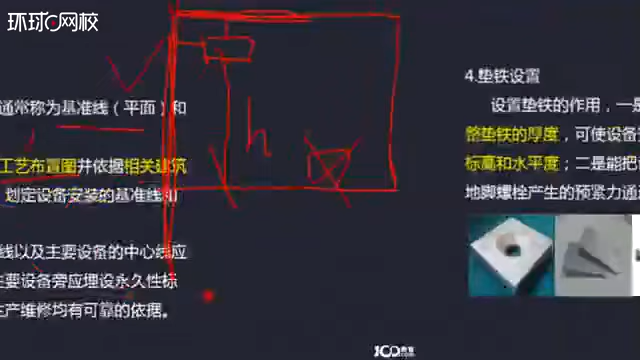 环球网校
通常称为基准线（平面）和
工艺布置图并依据相关建筑
划定设备安装的基准线和
线以及主要设备的中心线应
主要设备旁应埋设永久性标
生产维修均有可靠的依据。
h
4.垫铁设置
设置垫铁的作用，一是
整垫铁的厚度，可使设备
标高和水平度；二是能把
地脚螺栓产生的预紧力通